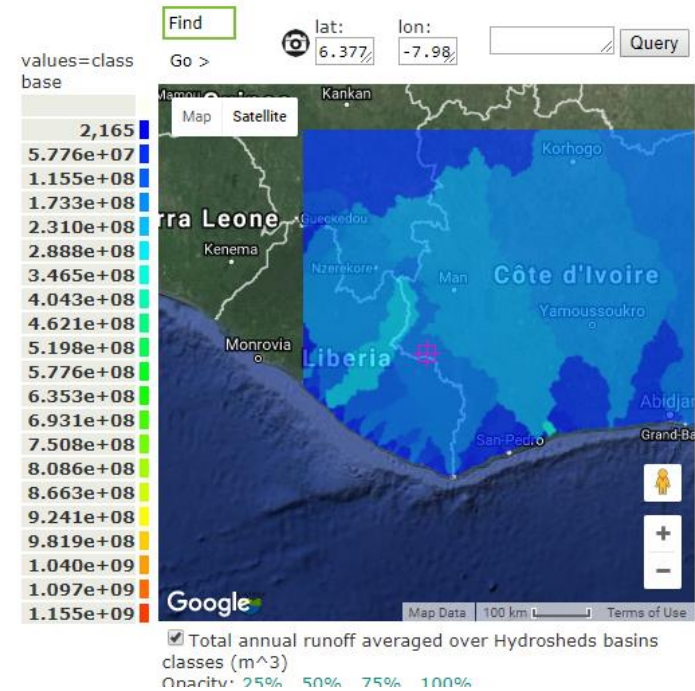 Find
lat:
lon:
6.377
-7.98
Query
Go >
values=class
base
2,165
5.776e+07
1.155e+08
1.733e+08
2.310e+08
2.888e+08
3.465e+08
4.043e+08
4.621e+08
5.198e+08
5.776e+08
6.353e+08
6.931e+08
7.508e+08
8.086e+08
8.663e+08
9.241e+08
9.819e+08
1.040e+09
1.097e+09
1.155e+09
Mamou
Kankan
Map
Satellite
Korhogo
rra Leone
Gueckedou
Kenema
Nzerekore
Man
Côte d'Ivoire
Yamoussoukro
Monrovia
Liberia
Abidja
San-Pedro
Grand-Ba
+
−
Google
Map Data
100 km
Terms of Use
Total annual runoff averaged over Hydrosheds basins
classes (m^3)
Opacity: 25% 50% 75% 100%